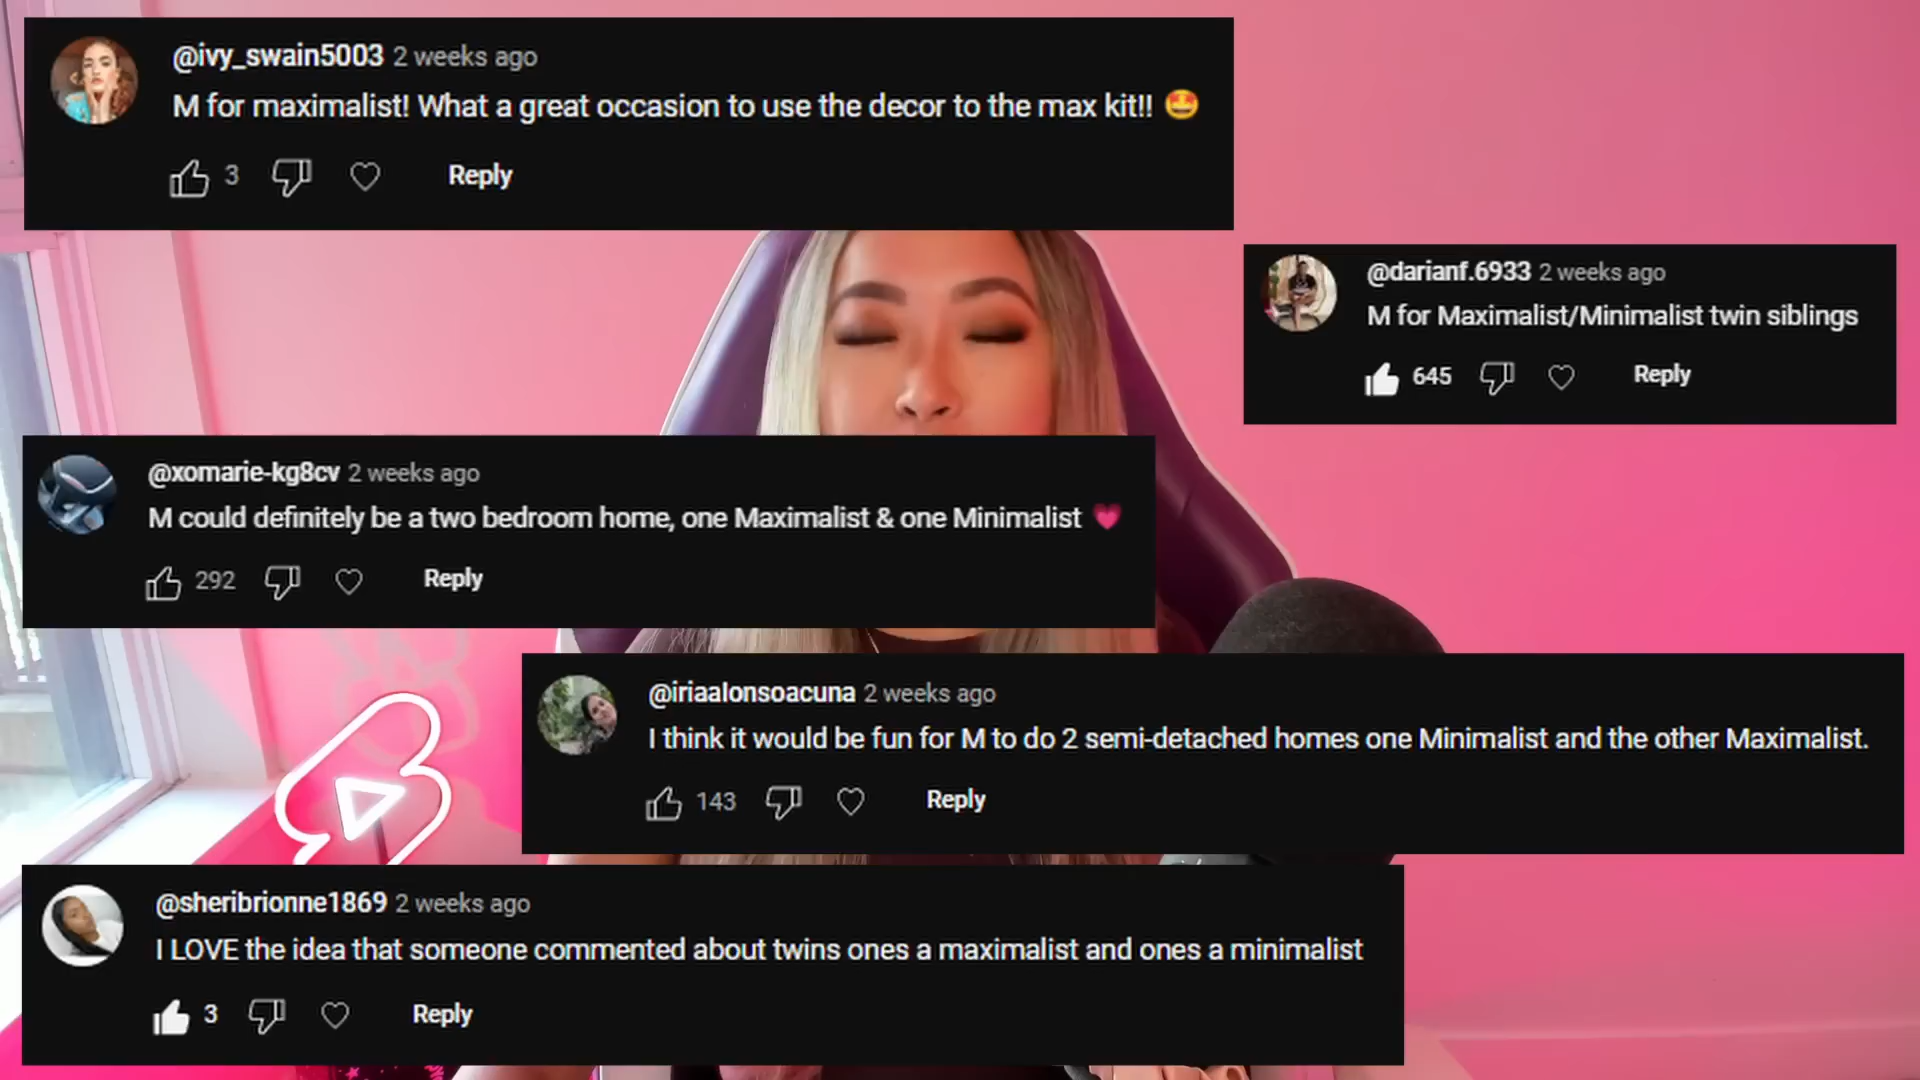 @ivy_swain5003 2 weeks ago
M for maximalist! What a great occasion to use the decor to the max kit!! 🤩
3 Reply
@darianf.6933 2 weeks ago
M for Maximalist/Minimalist twin siblings
645 Reply
@xomarie-kg8cv 2 weeks ago
M could definitely be a two bedroom home, one Maximalist & one Minimalist 💗
292 Reply
@iriaalonsoacuna 2 weeks ago
I think it would be fun for M to do 2 semi-detached homes one Minimalist and the other Maximalist.
143 Reply
@sheribrionne1869 2 weeks ago
I LOVE the idea that someone commented about twins ones a maximalist and ones a minimalist
3 Reply